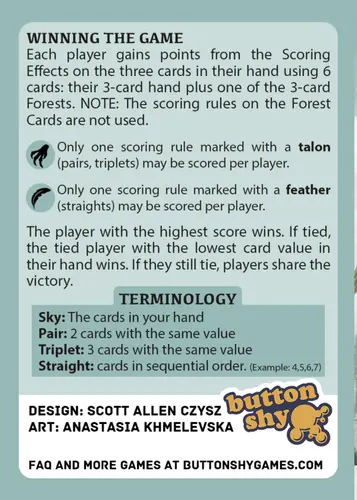 WINNING THE GAME
Each player gains points from the Scoring
Effects on the three cards in their hand using 6
cards: their 3-card hand plus one of the 3-card
Forests. NOTE: The scoring rules on the Forest
Cards are not used.
Only one scoring rule marked with a talon
(pairs, triplets) may be scored per player.
Only one scoring rule marked with a feather
(straights) may be scored per player.
The player with the highest score wins. If tied,
the tied player with the lowest card value in
their hand wins. If they still tie, players share the
victory.
TERMINOLOGY
Sky: The cards in your hand
Pair: 2 cards with the same value
Triplet: 3 cards with the same value
Straight: cards in sequential order. (Example: 4,5,6,7)
DESIGN: SCOTT ALLEN CZYSZ
ART: ANASTASIA KHMELEVSKA
button
shy
FAQ AND MORE GAMES AT BUTTONSHYGAMES.COM